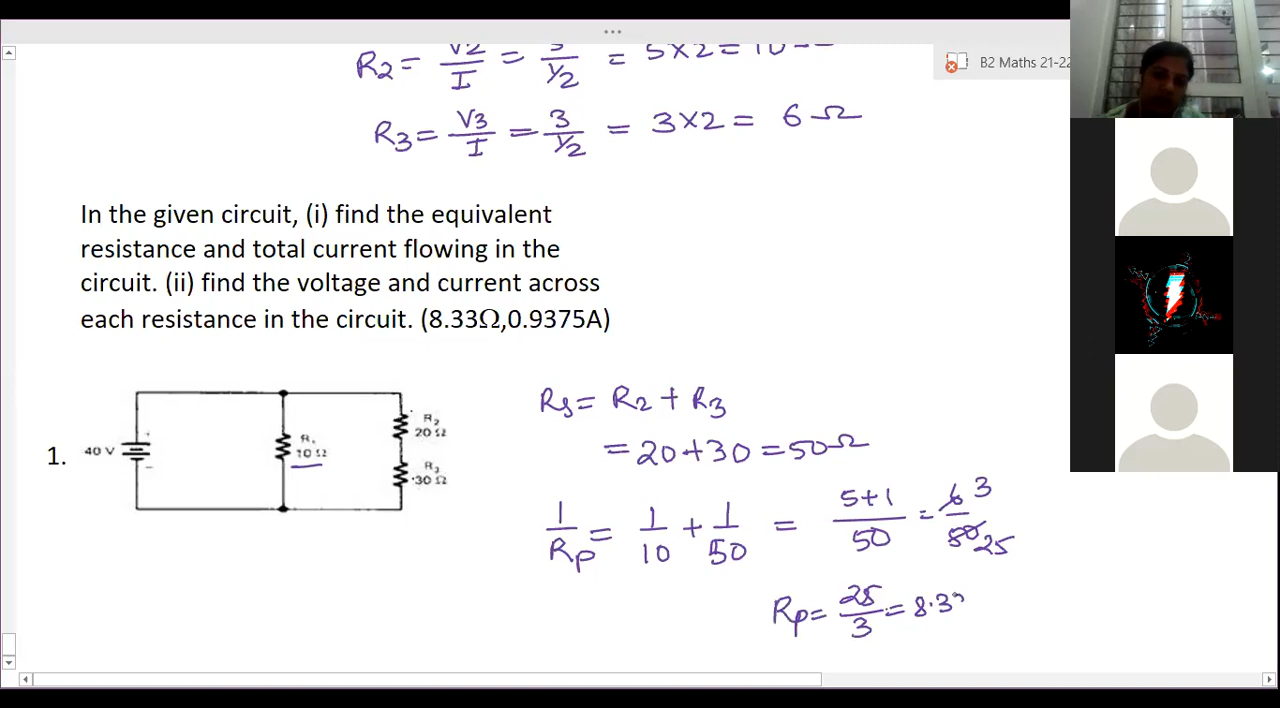 R2 = V2/I = 5/½ = 5×2 = 10
B2 Maths 21-22
R3 = V3/I = 3/½ = 3×2 = 6Ω
In the given circuit, (i) find the equivalent
resistance and total current flowing in the
circuit. (ii) find the voltage and current across
each resistance in the circuit. (8.33Ω,0.9375A)
1.
40 V
+
−
R1
10 Ω
R2
20 Ω
R3
30 Ω
Rs = R2 + R3
= 20+30 = 50Ω
1/Rp = 1/10 + 1/50 = 5+1/50 = 6/50 3/25
Rp = 25/3 = 8.3